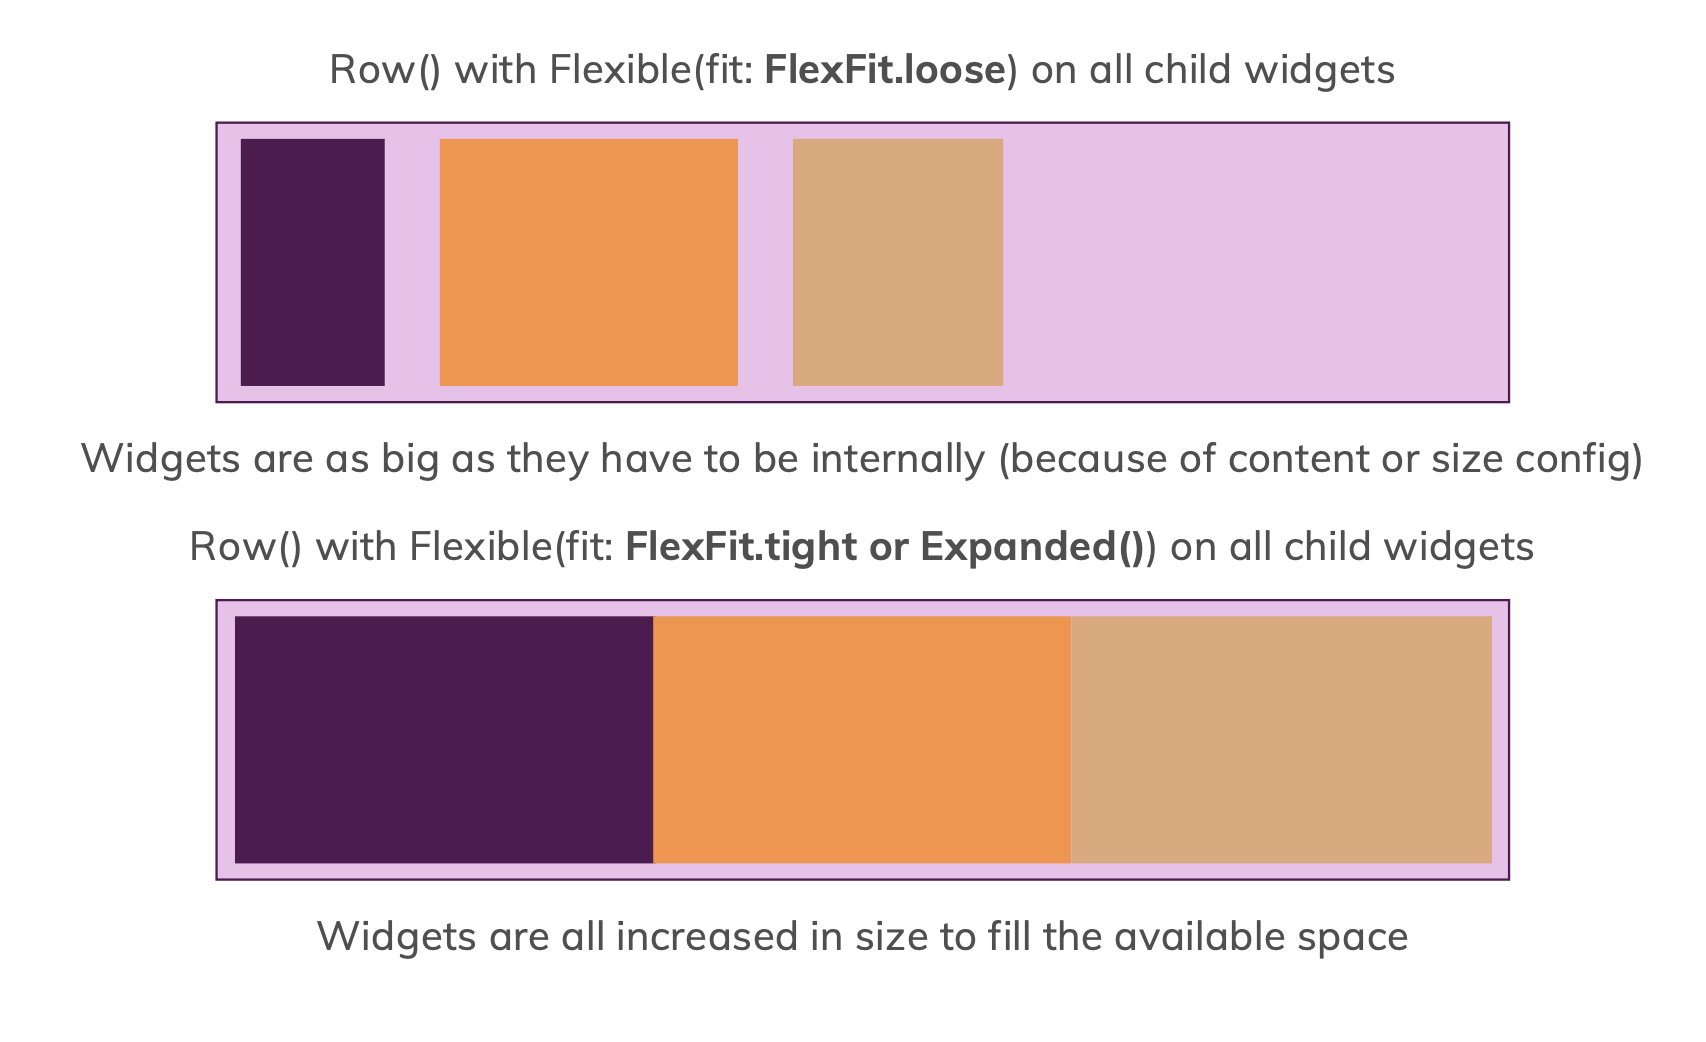 Row() with Flexible(fit: FlexFit.loose) on all child widgets
Widgets are as big as they have to be internally (because of content or size config)
Row() with Flexible(fit: FlexFit.tight or Expanded()) on all child widgets
Widgets are all increased in size to fill the available space